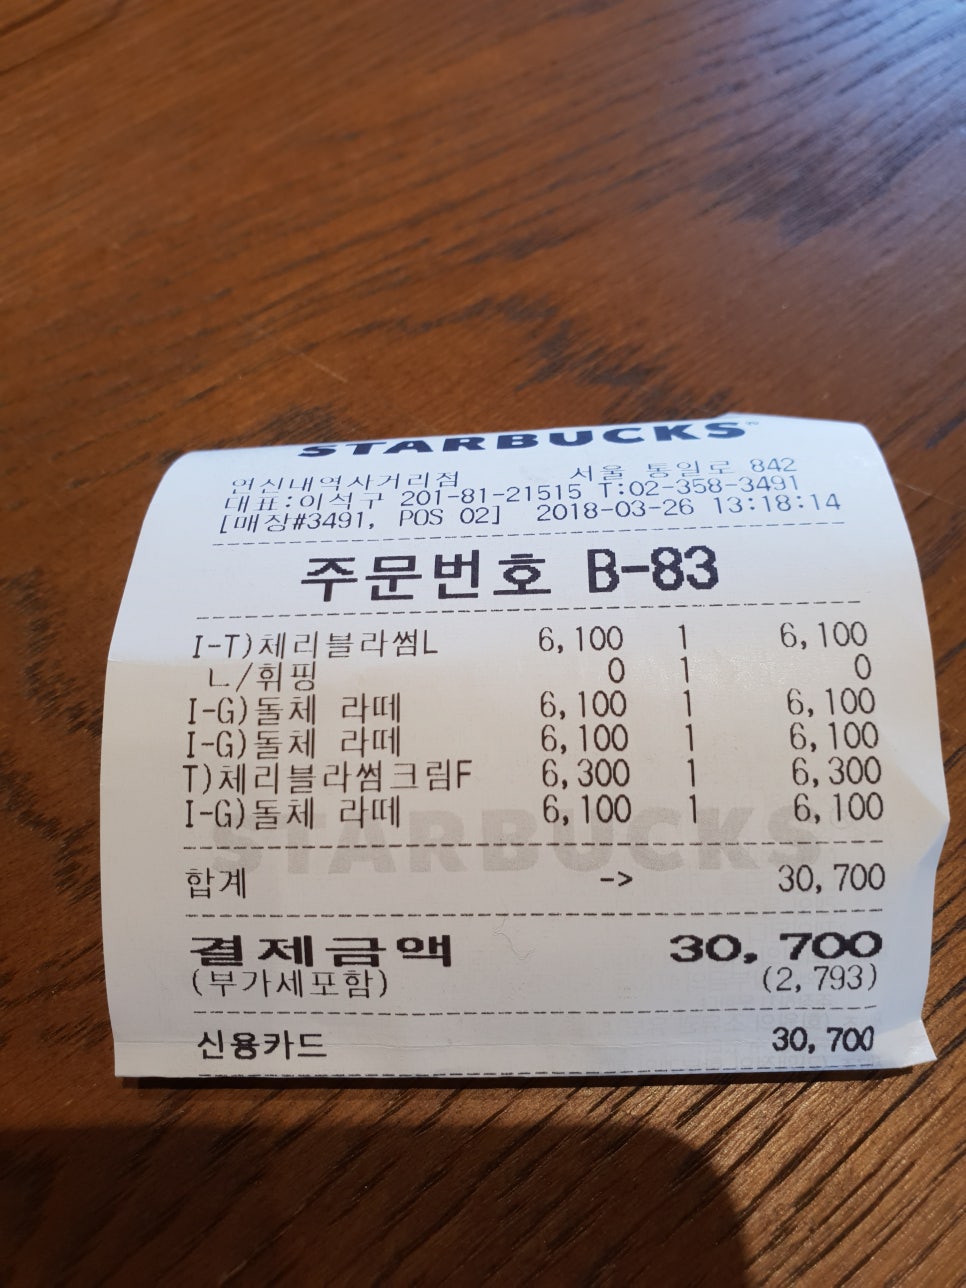 STARBUCKS
연신내역사거리점 서울 통일로 842
대표:이석구 201-81-21515 T:02-358-3491
[매장#3491, POS 02] 2018-03-26 13:18:14
주문번호 B-83
I-T)체리블라썸L 6,100 1 6,100
ㄴ/휘핑 0 1 0
I-G)돌체 라떼 6,100 1 6,100
I-G)돌체 라떼 6,100 1 6,100
T)체리블라썸크림F 6,300 1 6,300
I-G)돌체 라떼 6,100 1 6,100
STARBUCKS
합계 -> 30,700
결제금액 30,700
(부가세포함) (2,793)
신용카드 30,700